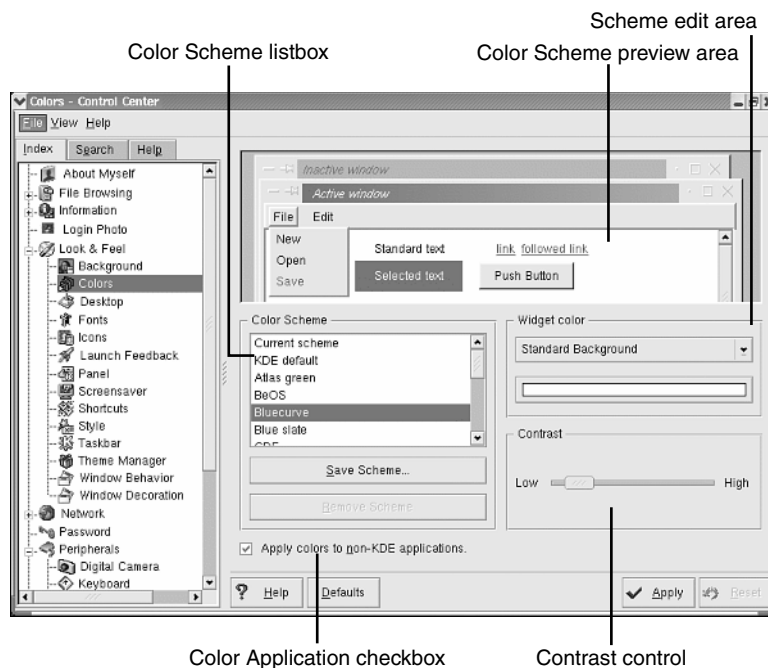 Scheme edit area
Color Scheme listbox
Color Scheme preview area
Colors - Control Center
File View Help
Index Search Help
About Myself
File Browsing
Information
Login Photo
Look & Feel
Background
Colors
Desktop
Fonts
Icons
Launch Feedback
Panel
Screensaver
Shortcuts
Style
Taskbar
Theme Manager
Window Behavior
Window Decoration
Network
Password
Peripherals
Digital Camera
Keyboard
Inactive window
Active window
File Edit
New
Open
Save
Standard text
link followed link
Selected text
Push Button
Color Scheme
Current scheme
KDE default
Atlas green
BeOS
Bluecurve
Blue slate
CDE
Save Scheme...
Remove Scheme
Widget color
Standard Background
Contrast
Low High
Apply colors to non-KDE applications.
? Help Defaults Apply Reset
Color Application checkbox
Contrast control